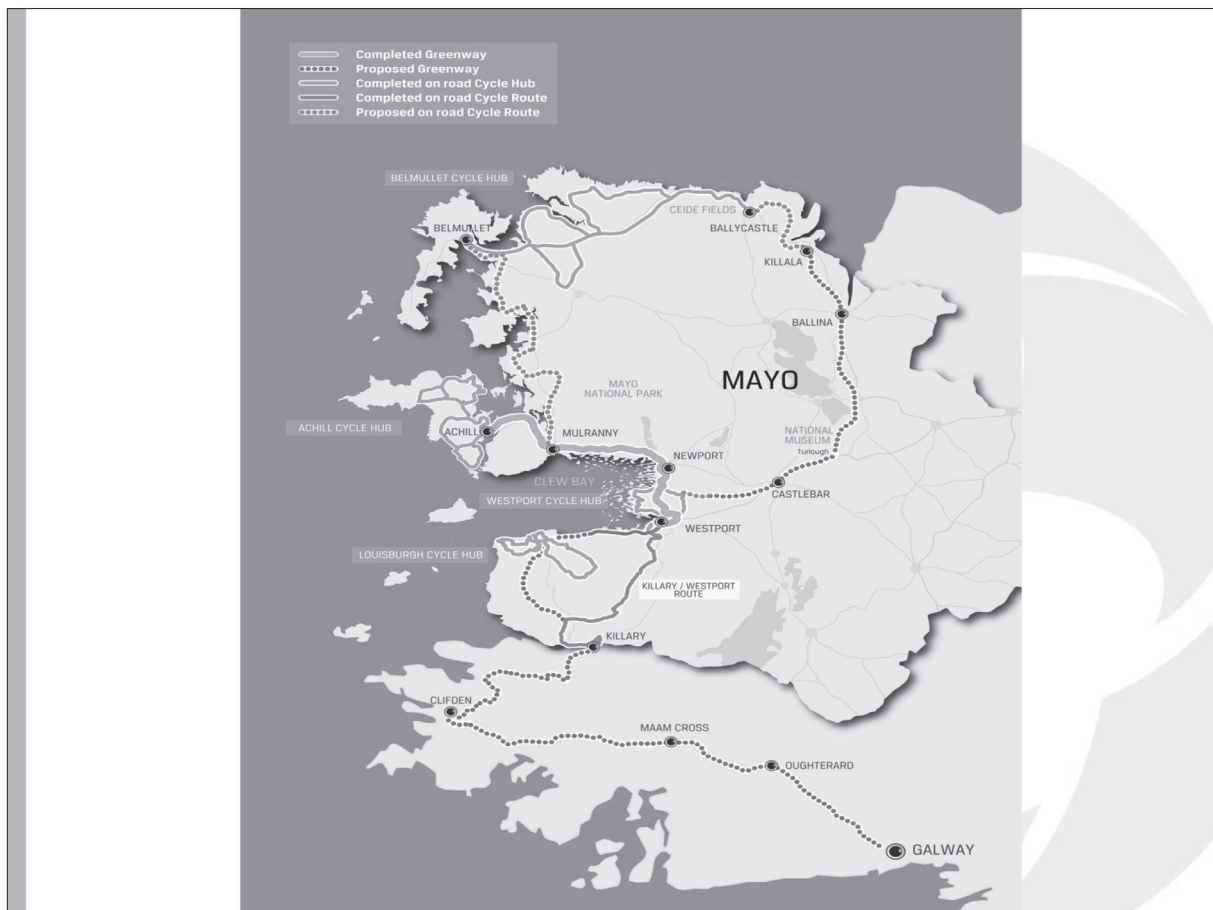 Completed Greenway
Proposed Greenway
Completed on road Cycle Hub
Completed on road Cycle Route
Proposed on road Cycle Route
BELMULLET CYCLE HUB
CEIDE FIELDS
BELMULLET
BALLYCASTLE
KILLALA
BALLINA
MAYO
MAYO
NATIONAL PARK
ACHILL CYCLE HUB
ACHILL
MULRANNY
NATIONAL
MUSEUM
Turlough
NEWPORT
CLEW BAY
WESTPORT CYCLE HUB
CASTLEBAR
WESTPORT
LOUISBURGH CYCLE HUB
KILLARY / WESTPORT
ROUTE
KILLARY
CLIFDEN
MAAM CROSS
OUGHTERARD
GALWAY